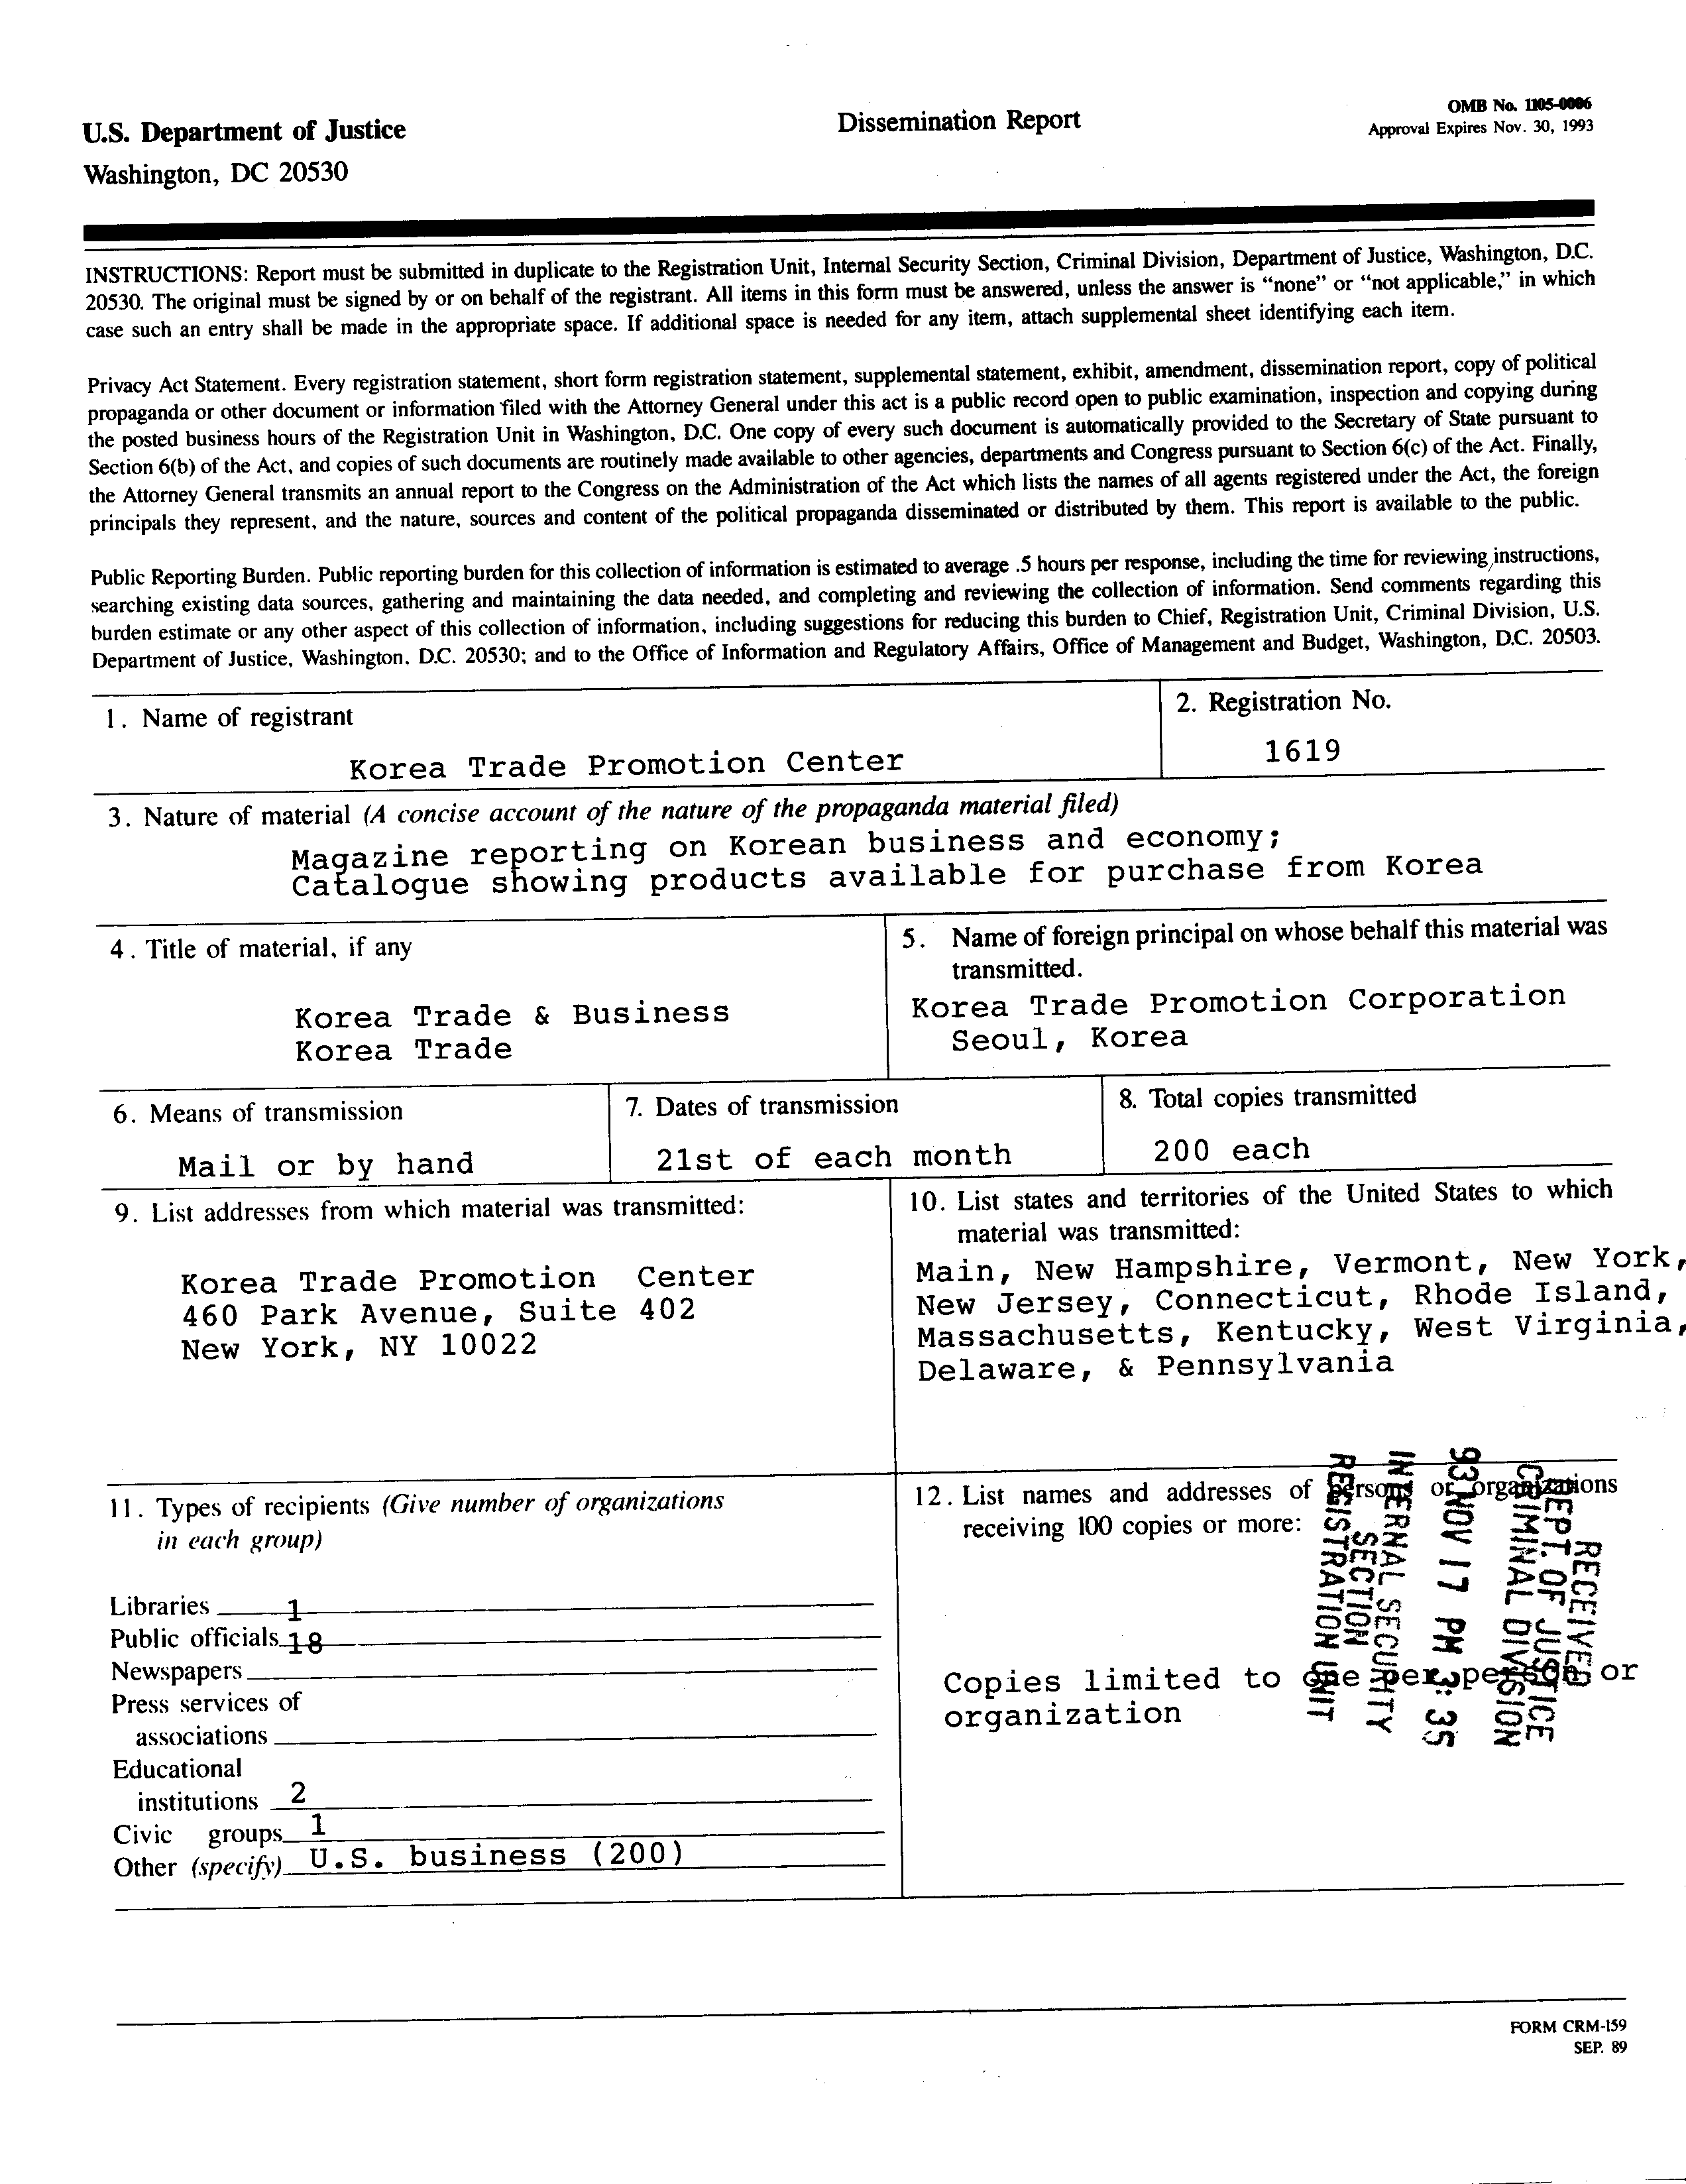 U.S. Department of Justice
Washington, DC 20530
Dissemination Report
OMB No. 1105-0006
Approval Expires Nov. 30, 1993
INSTRUCTIONS: Report must be submitted in duplicate to the Registration Unit, Internal Security Section, Criminal Division, Department of Justice, Washington, D.C.
20530. The original must be signed by or on behalf of the registrant. All items in this form must be answered, unless the answer is “none” or “not applicable,” in which
case such an entry shall be made in the appropriate space. If additional space is needed for any item, attach supplemental sheet identifying each item.
Privacy Act Statement. Every registration statement, short form registration statement, supplemental statement, exhibit, amendment, dissemination report, copy of political
propaganda or other document or information filed with the Attorney General under this act is a public record open to public examination, inspection and copying during
the posted business hours of the Registration Unit in Washington, D.C. One copy of every such document is automatically provided to the Secretary of State pursuant to
Section 6(b) of the Act, and copies of such documents are routinely made available to other agencies, departments and Congress pursuant to Section 6(c) of the Act. Finally,
the Attorney General transmits an annual report to the Congress on the Administration of the Act which lists the names of all agents registered under the Act, the foreign
principals they represent, and the nature, sources and content of the political propaganda disseminated or distributed by them. This report is available to the public.
Public Reporting Burden. Public reporting burden for this collection of information is estimated to average .5 hours per response, including the time for reviewing instructions,
searching existing data sources, gathering and maintaining the data needed, and completing and reviewing the collection of information. Send comments regarding this
burden estimate or any other aspect of this collection of information, including suggestions for reducing this burden to Chief, Registration Unit, Criminal Division, U.S.
Department of Justice, Washington, D.C. 20530; and to the Office of Information and Regulatory Affairs, Office of Management and Budget, Washington, D.C. 20503.
1. Name of registrant
Korea Trade Promotion Center
2. Registration No.
1619
3. Nature of material (A concise account of the nature of the propaganda material filed)
Magazine reporting on Korean business and economy;
Catalogue showing products available for purchase from Korea
4. Title of material, if any
Korea Trade & Business
Korea Trade
5. Name of foreign principal on whose behalf this material was
transmitted.
Korea Trade Promotion Corporation
Seoul, Korea
6. Means of transmission
Mail or by hand
7. Dates of transmission
21st of each month
8. Total copies transmitted
200 each
9. List addresses from which material was transmitted:
Korea Trade Promotion Center
460 Park Avenue, Suite 402
New York, NY 10022
10. List states and territories of the United States to which
material was transmitted:
Main, New Hampshire, Vermont, New York,
New Jersey, Connecticut, Rhode Island,
Massachusetts, Kentucky, West Virginia,
Delaware, & Pennsylvania
11. Types of recipients (Give number of organizations
in each group)
Libraries 1
Public officials 18
Newspapers
Press services of
associations
Educational
institutions 2
Civic groups 1
Other (specify) U.S. business (200)
12. List names and addresses of persons or organizations
receiving 100 copies or more:
Copies limited to one per person or
organization
RECEIVED
DEPT. OF JUSTICE
CRIMINAL DIVISION
93 NOV 17 PM 3:35
INTERNAL SECURITY
SECTION
REGISTRATION UNIT
FORM CRM-159
SEP. 89